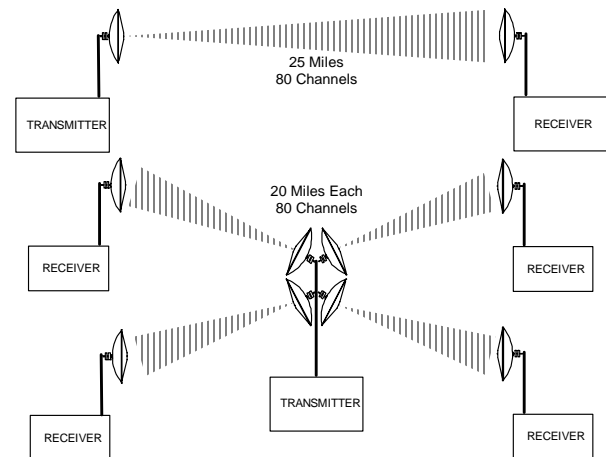 25 Miles
80 Channels
TRANSMITTER
RECEIVER
20 Miles Each
80 Channels
RECEIVER
RECEIVER
TRANSMITTER
RECEIVER
RECEIVER